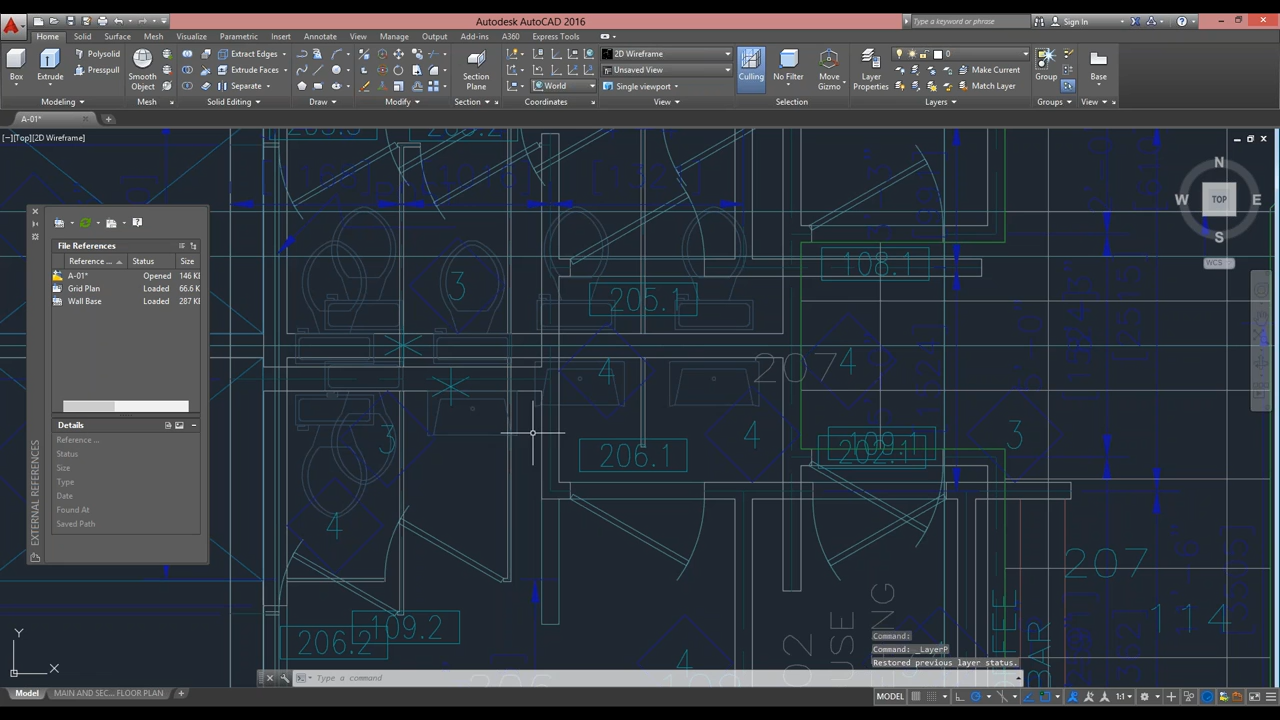 Autodesk AutoCAD 2016
Type a keyword or phrase
Sign In
Home Solid Surface Mesh Visualize Parametric Insert Annotate View Manage Output Add-ins A360 Express Tools
Box
Extrude
Polysolid
Presspull
Modeling
Smooth
Object
Mesh
Extract Edges
Extrude Faces
Separate
Solid Editing
Draw
Modify
Section
Plane
Section
World
Coordinates
2D Wireframe
Unsaved View
Single viewport
View
Culling
No Filter
Move
Gizmo
Selection
Layer
Properties
0
Make Current
Match Layer
Layers
Group
Groups
Base
View
A-01*
[−][Top][2D Wireframe]
N
W TOP E
S
WCS
EXTERNAL REFERENCES
File References
Reference ... Status Size
A-01* Opened 146 KB
Grid Plan Loaded 66.6 K
Wall Base Loaded 287 KB
Details
Reference ...
Status
Size
Type
Date
Found At
Saved Path
108.1
3
205.1
4
207
4
3
4
3
206.1
202.1
4
207
114
109.2
206.2
4
206
BAR
Command:
Command: _LayerP
Restored previous layer status.
Y
X
Type a command
Model MAIN AND SEC... FLOOR PLAN
MODEL
1:1